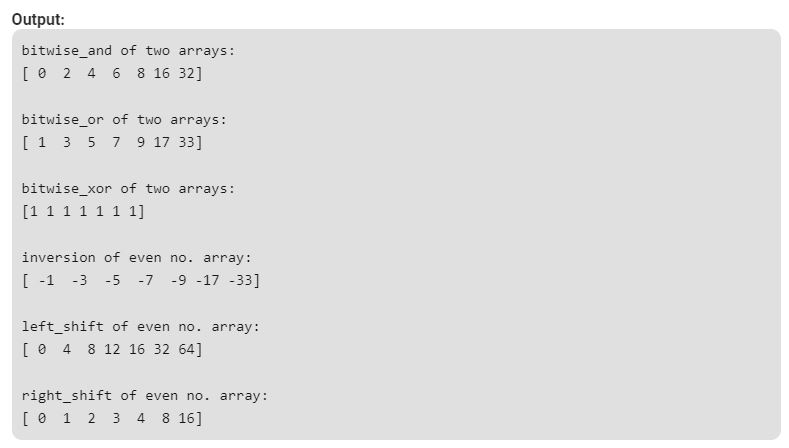 Output:
bitwise_and of two arrays:
[ 0  2  4  6  8 16 32]
bitwise_or of two arrays:
[ 1  3  5  7  9 17 33]
bitwise_xor of two arrays:
[1 1 1 1 1 1 1]
inversion of even no. array:
[ -1  -3  -5  -7  -9 -17 -33]
left_shift of even no. array:
[ 0  4  8 12 16 32 64]
right_shift of even no. array:
[ 0  1  2  3  4  8 16]